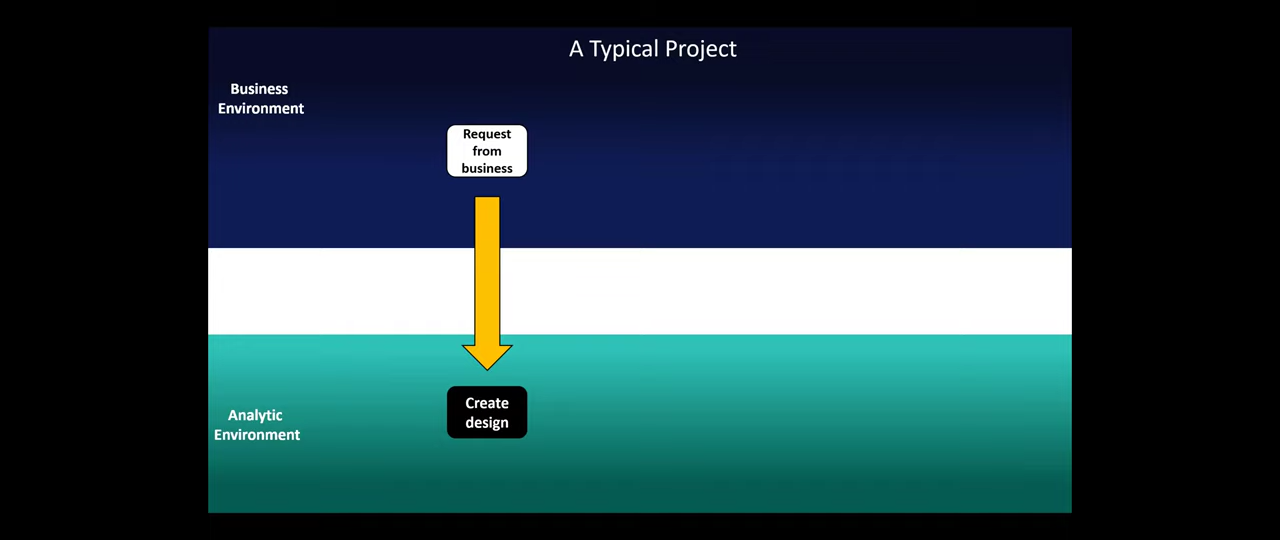 A Typical Project
Business
Environment
Request
from
business
Create
design
Analytic
Environment